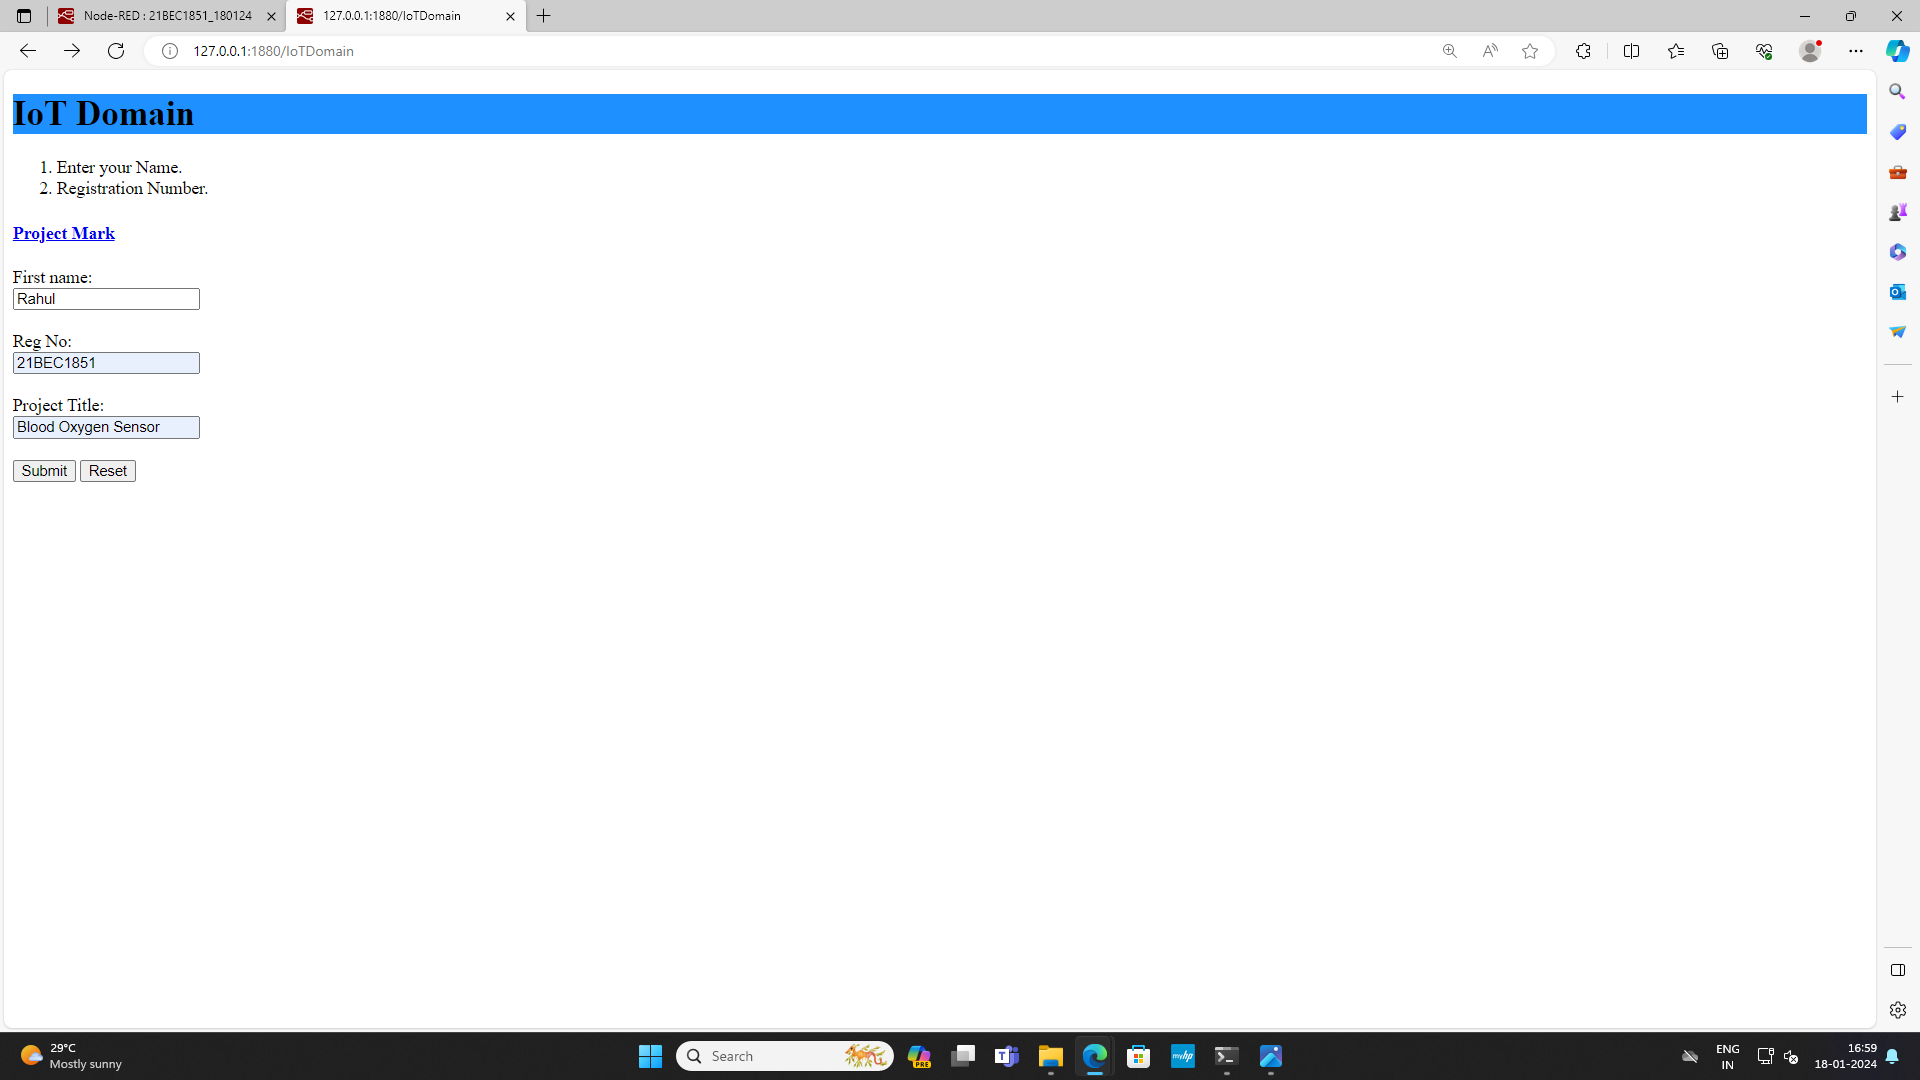 Node-RED : 21BEC1851_180124
127.0.0.1:1880/IoTDomain
127.0.0.1:1880/IoTDomain
IoT Domain
1. Enter your Name.
2. Registration Number.
Project Mark
First name:
Rahul
Reg No:
21BEC1851
Project Title:
Blood Oxygen Sensor
Submit Reset
29°C
Mostly sunny
Search
PRE
myhp
ENG
IN
16:59
18-01-2024